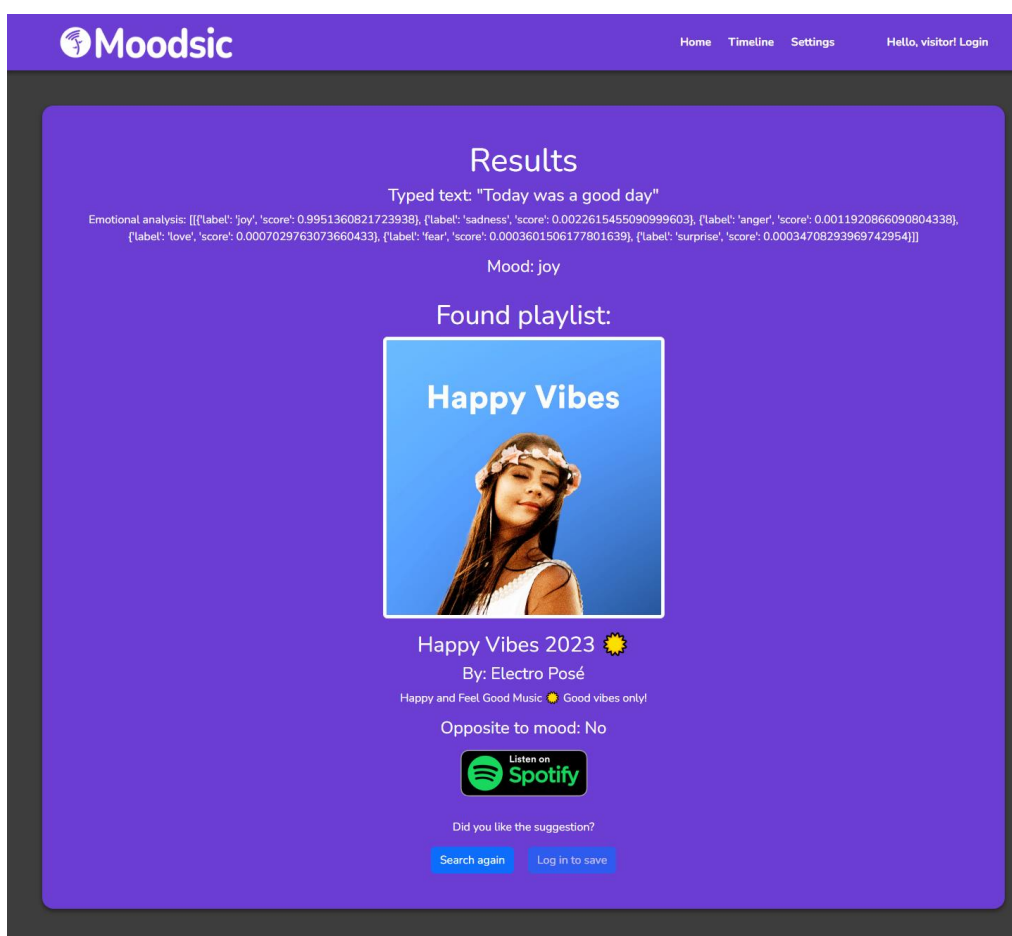 Moodsic
Home Timeline Settings Hello, visitor! Login
Results
Typed text: "Today was a good day"
Emotional analysis: [[{'label': 'joy', 'score': 0.9951360821723938}, {'label': 'sadness', 'score': 0.0022615455090999603}, {'label': 'anger', 'score': 0.0011920866090804338},
{'label': 'love', 'score': 0.0007029763073660433}, {'label': 'fear', 'score': 0.0003601506177801639}, {'label': 'surprise', 'score': 0.00034708293969742954}]]
Mood: joy
Found playlist:
Happy Vibes
Happy Vibes 2023
By: Electro Posé
Happy and Feel Good Music Good vibes only!
Opposite to mood: No
Listen on
Spotify
Did you like the suggestion?
Search again Log in to save